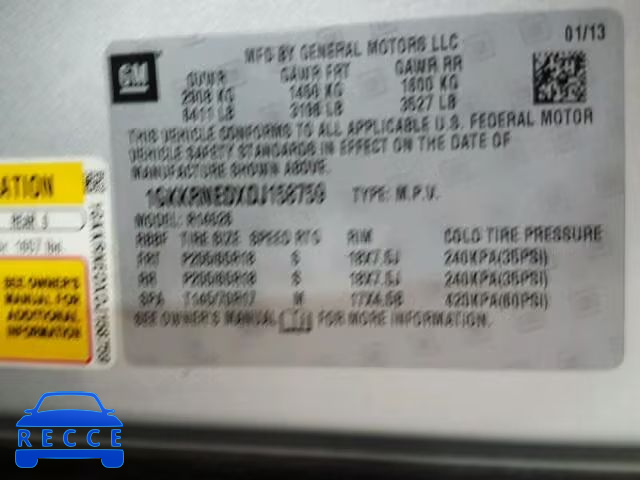 GM
MFG BY GENERAL MOTORS LLC
01/13
GVWR GAWR FRT GAWR RR
2908 KG 1450 KG 1600 KG
6411 LB 3196 LB 3527 LB
THIS VEHICLE CONFORMS TO ALL APPLICABLE U.S. FEDERAL MOTOR
VEHICLE SAFETY STANDARDS IN EFFECT ON THE DATE OF
MANUFACTURE SHOWN ABOVE.
TYPE: M.P.V.
MODEL:
TIRE SIZE SPEED RTG RIM COLD TIRE PRESSURE
FRT S 18X7.5J 240KPA(35PSI)
RR S 18X7.5J 240KPA(35PSI)
SPA M 420KPA(60PSI)
SEE OWNER'S MANUAL FOR MORE INFORMATION.
REAR
SEE OWNER'S
MANUAL FOR
ADDITIONAL
INFORMATION
RECCE